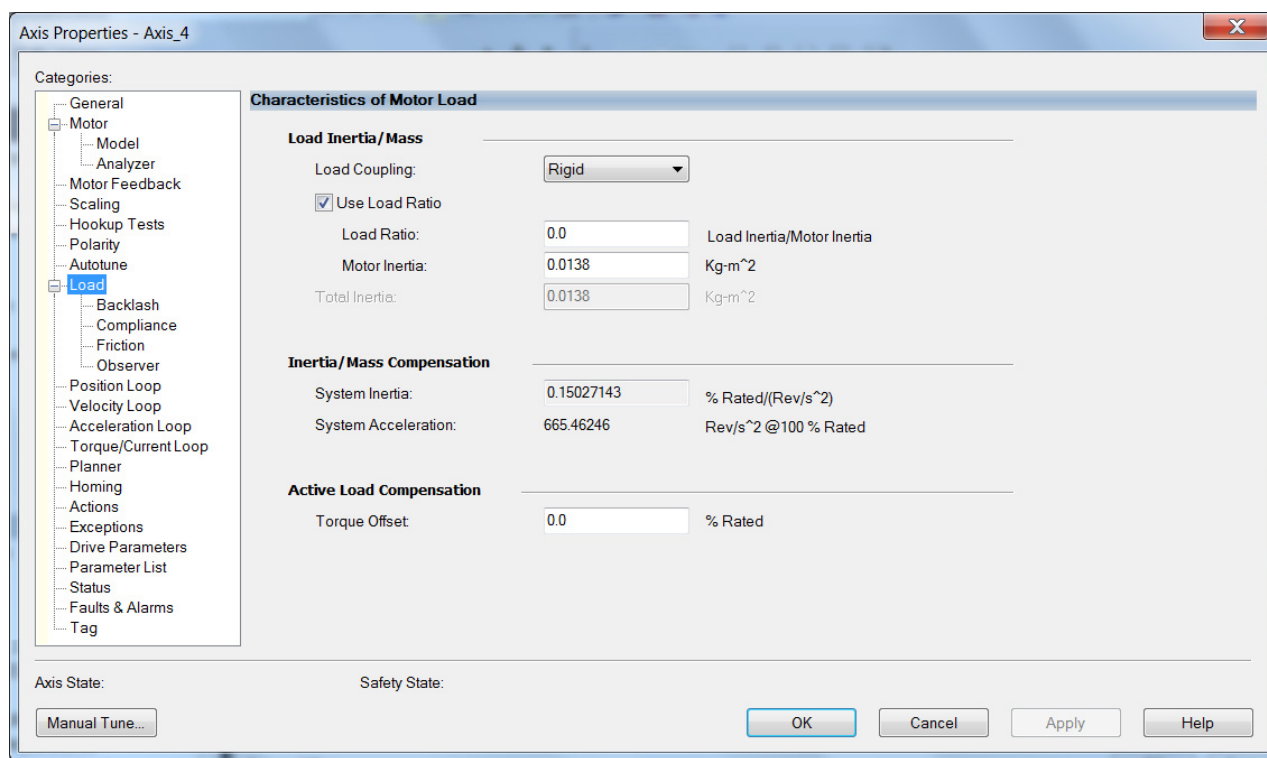 Axis Properties - Axis_4
X
Categories:
General
Motor
Model
Analyzer
Motor Feedback
Scaling
Hookup Tests
Polarity
Autotune
Load
Backlash
Compliance
Friction
Observer
Position Loop
Velocity Loop
Acceleration Loop
Torque/Current Loop
Planner
Homing
Actions
Exceptions
Drive Parameters
Parameter List
Status
Faults & Alarms
Tag
Characteristics of Motor Load
Load Inertia/Mass
Load Coupling: Rigid
Use Load Ratio
Load Ratio: 0.0 Load Inertia/Motor Inertia
Motor Inertia: 0.0138 Kg-m^2
Total Inertia: 0.0138 Kg-m^2
Inertia/Mass Compensation
System Inertia: 0.15027143 % Rated/(Rev/s^2)
System Acceleration: 665.46246 Rev/s^2 @100 % Rated
Active Load Compensation
Torque Offset: 0.0 % Rated
Axis State: Safety State:
Manual Tune... OK Cancel Apply Help